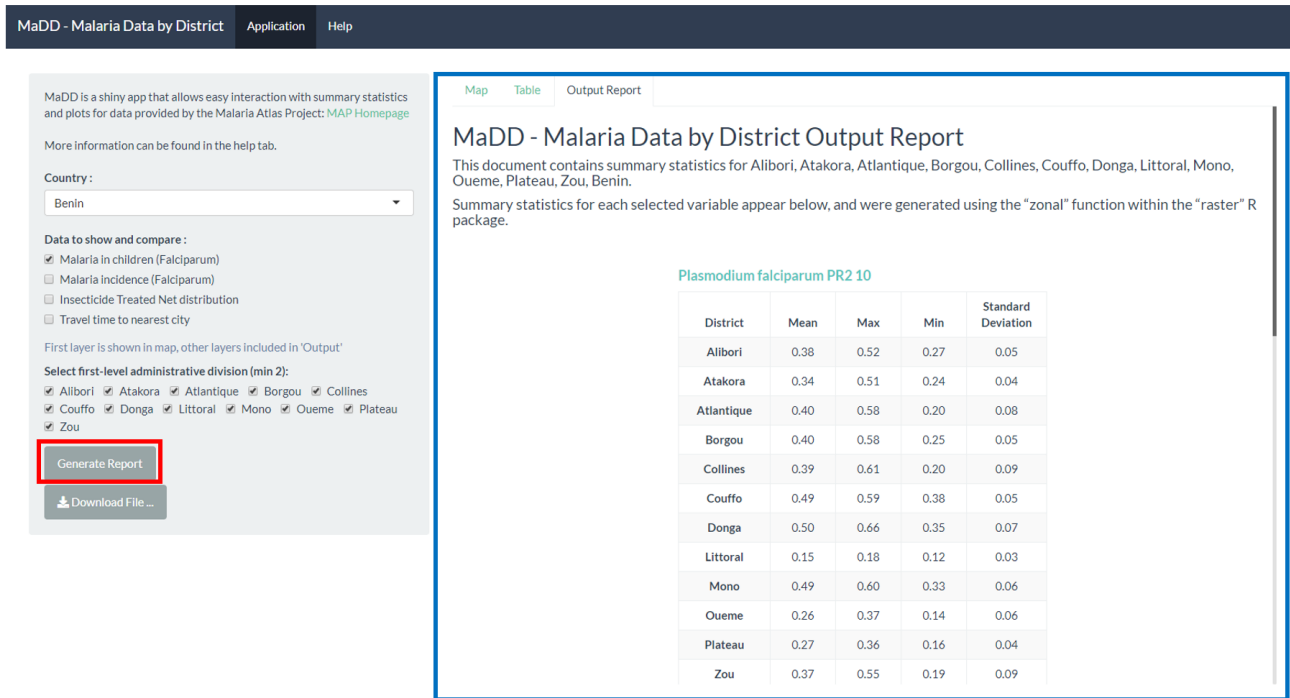 MaDD - Malaria Data by District Application Help
MaDD is a shiny app that allows easy interaction with summary statistics
and plots for data provided by the Malaria Atlas Project: MAP Homepage
More information can be found in the help tab.
Country :
Benin
Data to show and compare :
Malaria in children (Falciparum)
Malaria incidence (Falciparum)
Insecticide Treated Net distribution
Travel time to nearest city
First layer is shown in map, other layers included in 'Output'
Select first-level administrative division (min 2):
Alibori Atakora Atlantique Borgou Collines
Couffo Donga Littoral Mono Oueme Plateau
Zou
Generate Report
Download File ...
Map Table Output Report
MaDD - Malaria Data by District Output Report
This document contains summary statistics for Alibori, Atakora, Atlantique, Borgou, Collines, Couffo, Donga, Littoral, Mono,
Oueme, Plateau, Zou, Benin.
Summary statistics for each selected variable appear below, and were generated using the “zonal” function within the “raster” R
package.
Plasmodium falciparum PR2 10
Standard
District Mean Max Min Deviation
Alibori 0.38 0.52 0.27 0.05
Atakora 0.34 0.51 0.24 0.04
Atlantique 0.40 0.58 0.20 0.08
Borgou 0.40 0.58 0.25 0.05
Collines 0.39 0.61 0.20 0.09
Couffo 0.49 0.59 0.38 0.05
Donga 0.50 0.66 0.35 0.07
Littoral 0.15 0.18 0.12 0.03
Mono 0.49 0.60 0.33 0.06
Oueme 0.26 0.37 0.14 0.06
Plateau 0.27 0.36 0.16 0.04
Zou 0.37 0.55 0.19 0.09